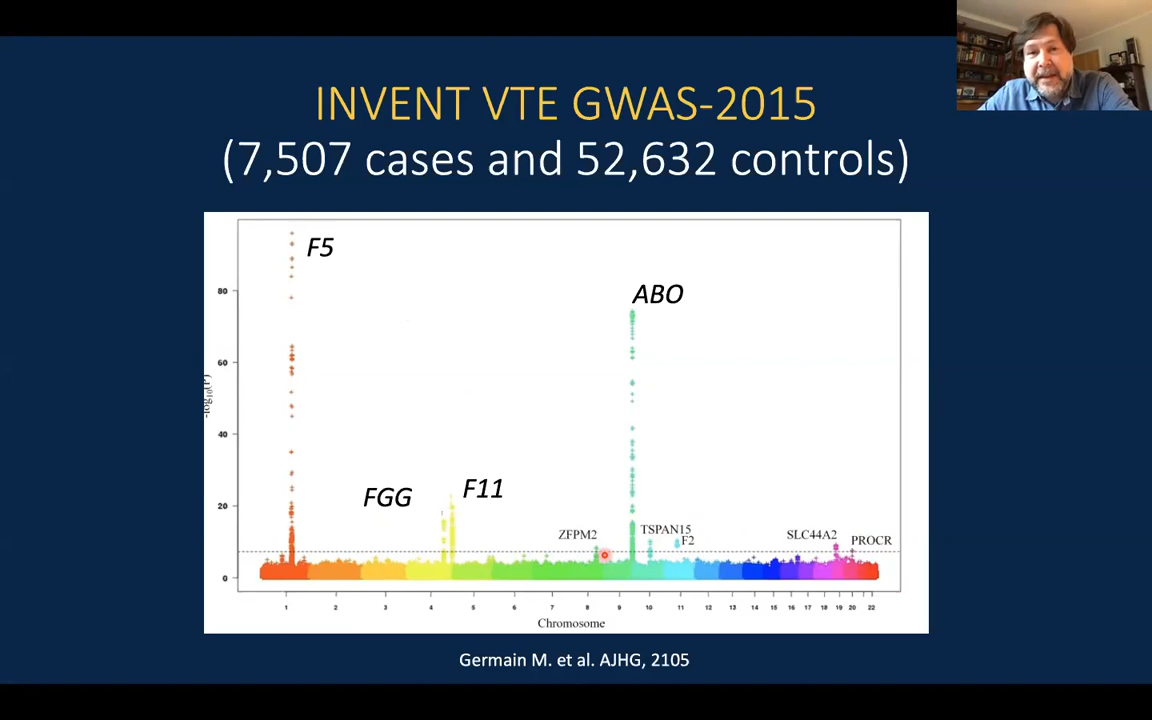 INVENT VTE GWAS-2015
(7,507 cases and 52,632 controls)
F5
ABO
FGG
F11
ZFPM2
TSPAN15
F2
SLC44A2
PROCR
80
60
40
20
0
-log10(P)
1 2 3 4 5 6 7 8 9 10 11 12 13 14 15 16 17 18 19 20 22
Chromosome
Germain M. et al. AJHG, 2105